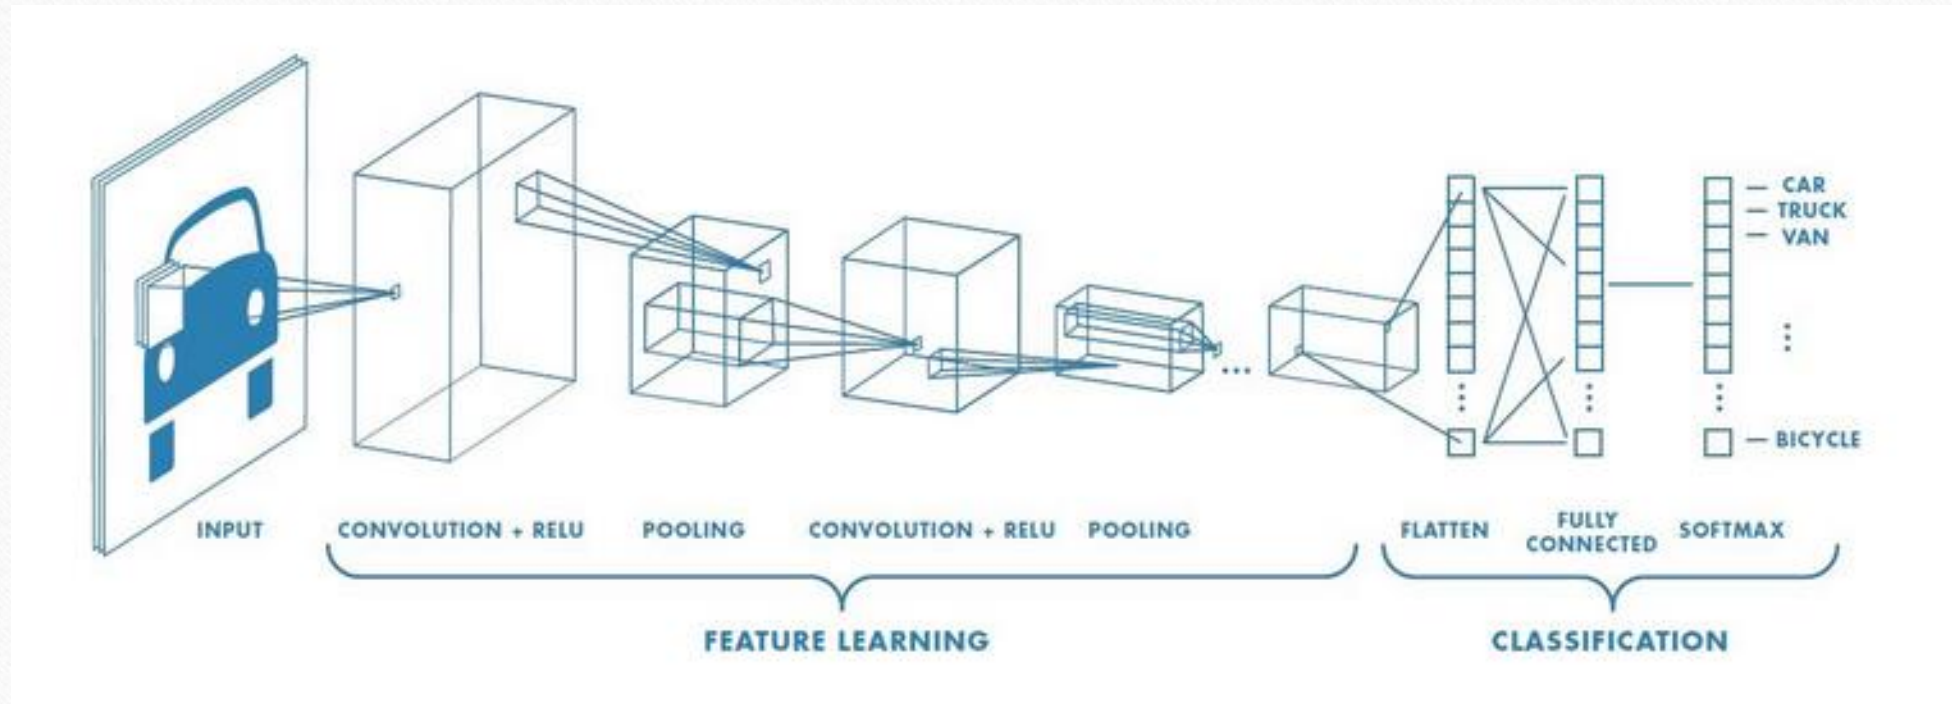 CAR
TRUCK
VAN
BICYCLE
INPUT
CONVOLUTION + RELU
POOLING
CONVOLUTION + RELU
POOLING
FLATTEN
FULLY
CONNECTED
SOFTMAX
FEATURE LEARNING
CLASSIFICATION